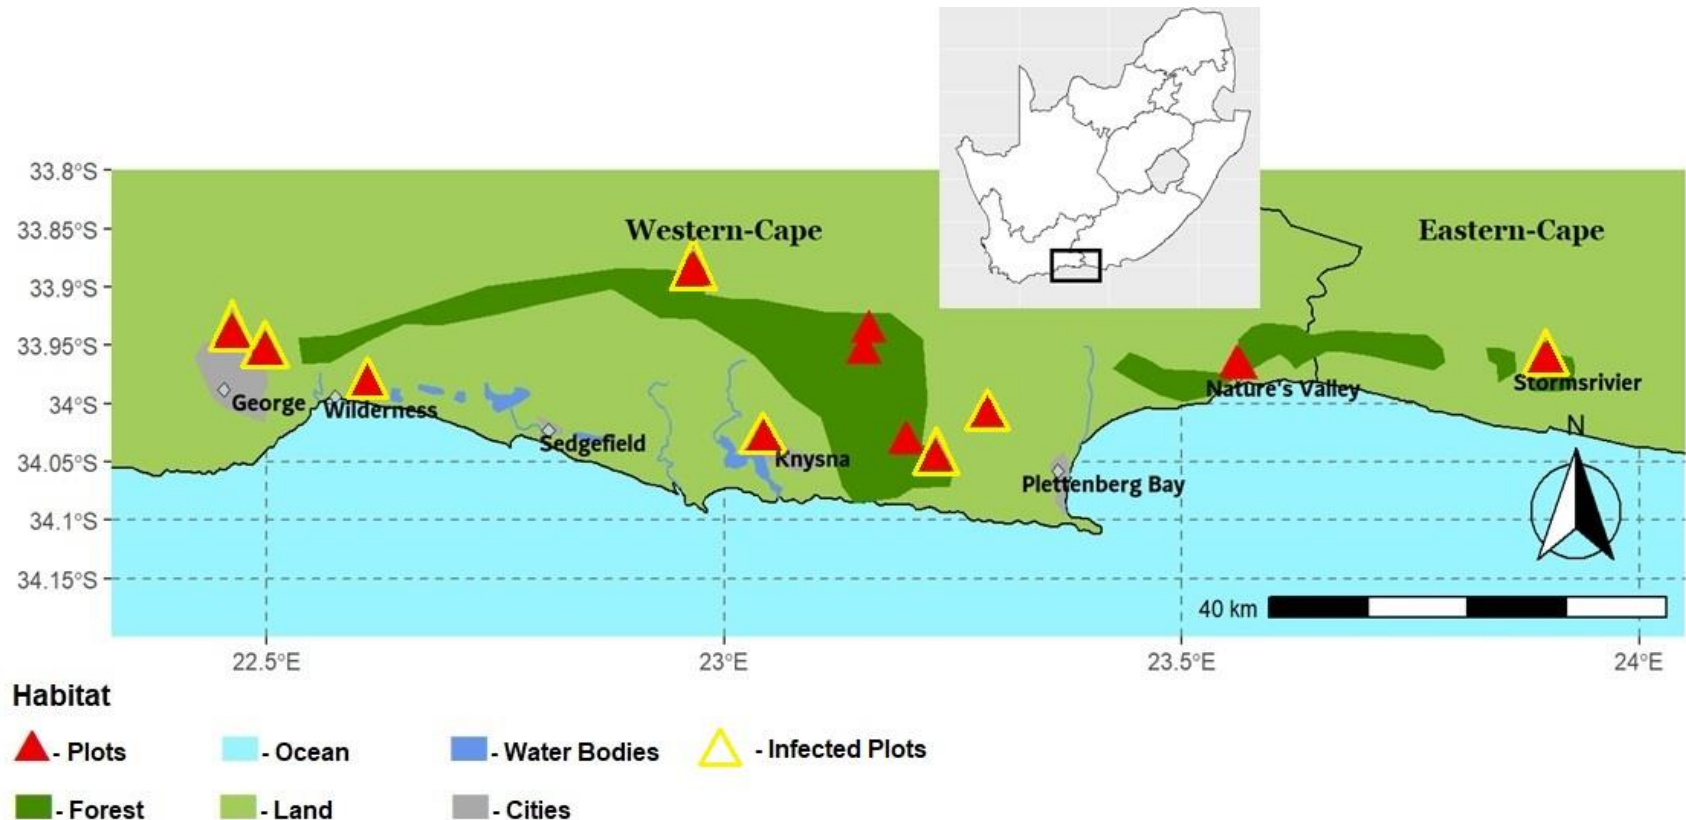 33.8°S
33.85°S
33.9°S
33.95°S
34°S
34.05°S
34.1°S
34.15°S
Western-Cape
Eastern-Cape
George
Wilderness
Sedgefield
Knysna
Plettenberg Bay
Nature's Valley
Stormsrivier
N
40 km
22.5°E
23°E
23.5°E
24°E
Habitat
- Plots
- Ocean
- Water Bodies
- Infected Plots
- Forest
- Land
- Cities